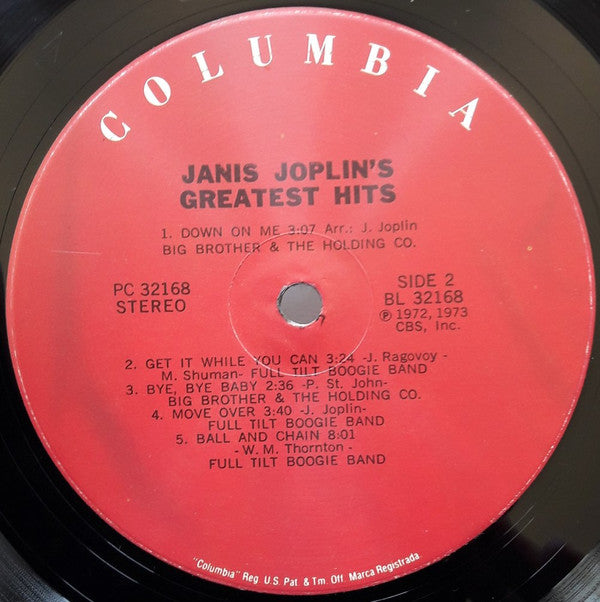 COLUMBIA
JANIS JOPLIN'S
GREATEST HITS
1. DOWN ON ME 3:07 Arr.: J. Joplin
BIG BROTHER & THE HOLDING CO.
PC 32168
STEREO
SIDE 2
BL 32168
℗ 1972, 1973
CBS, Inc.
2. GET IT WHILE YOU CAN 3:24 -J. Ragovoy -
M. Shuman- FULL TILT BOOGIE BAND
3. BYE, BYE BABY 2:36 -P. St. John-
BIG BROTHER & THE HOLDING CO.
4. MOVE OVER 3:40 -J. Joplin-
FULL TILT BOOGIE BAND
5. BALL AND CHAIN 8:01
- W. M. Thornton -
FULL TILT BOOGIE BAND
"Columbia" Reg. U.S. Pat. & Tm. Off. Marca Registrada.